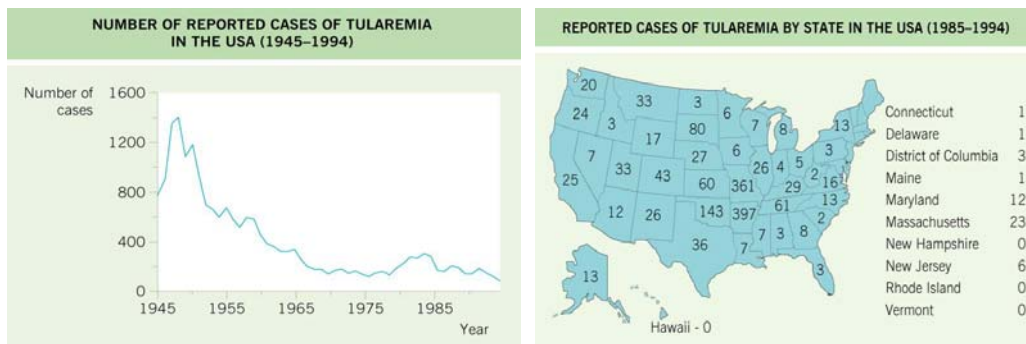 NUMBER OF REPORTED CASES OF TULAREMIA
IN THE USA (1945–1994)
Number of
cases
1600
1200
800
400
0
1945 1955 1965 1975 1985
Year
REPORTED CASES OF TULAREMIA BY STATE IN THE USA (1985–1994)
20
33 3 6
24 3 7 8 13
17 80
7 27 6 26 4 5 3
33 43 60 361 29 2 16
25 13
12 26 143 397 61 2
36 7 7 3 8
3
13
Hawaii - 0
Connecticut 1
Delaware 1
District of Columbia 3
Maine 1
Maryland 12
Massachusetts 23
New Hampshire 0
New Jersey 6
Rhode Island 0
Vermont 0